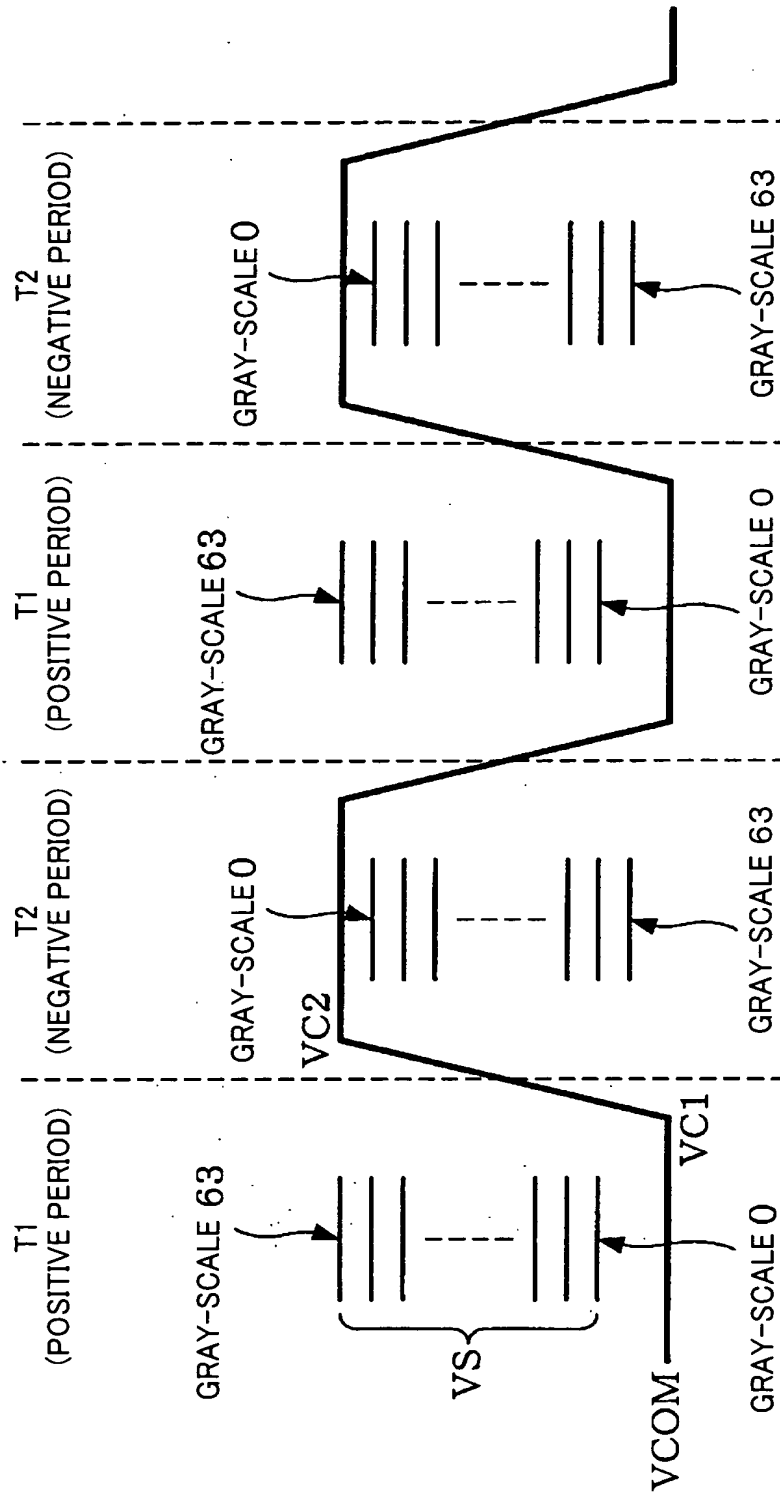 T1
(POSITIVE PERIOD)
T2
(NEGATIVE PERIOD)
T1
(POSITIVE PERIOD)
T2
(NEGATIVE PERIOD)
GRAY-SCALE 63
GRAY-SCALE 0
GRAY-SCALE 63
GRAY-SCALE 0
VC2
VS
VCOM
VC1
GRAY-SCALE 0
GRAY-SCALE 63
GRAY-SCALE 0
GRAY-SCALE 63